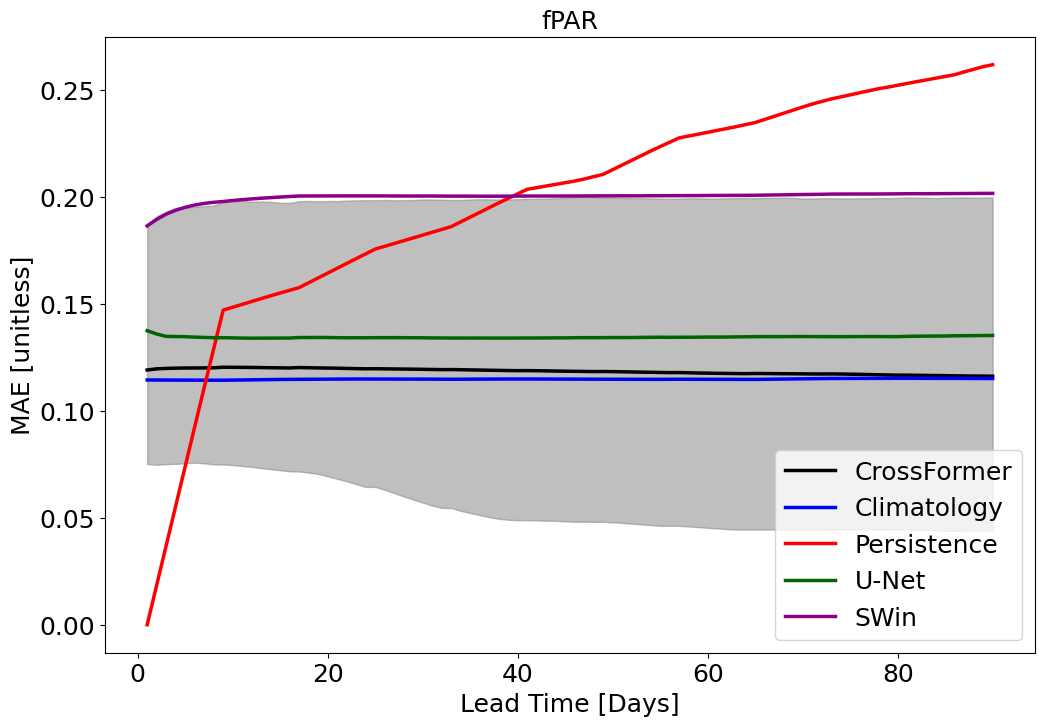 fPAR
MAE [unitless]
0.25
0.20
0.15
0.10
0.05
0.00
0 20 40 60 80
Lead Time [Days]
CrossFormer
Climatology
Persistence
U-Net
SWin